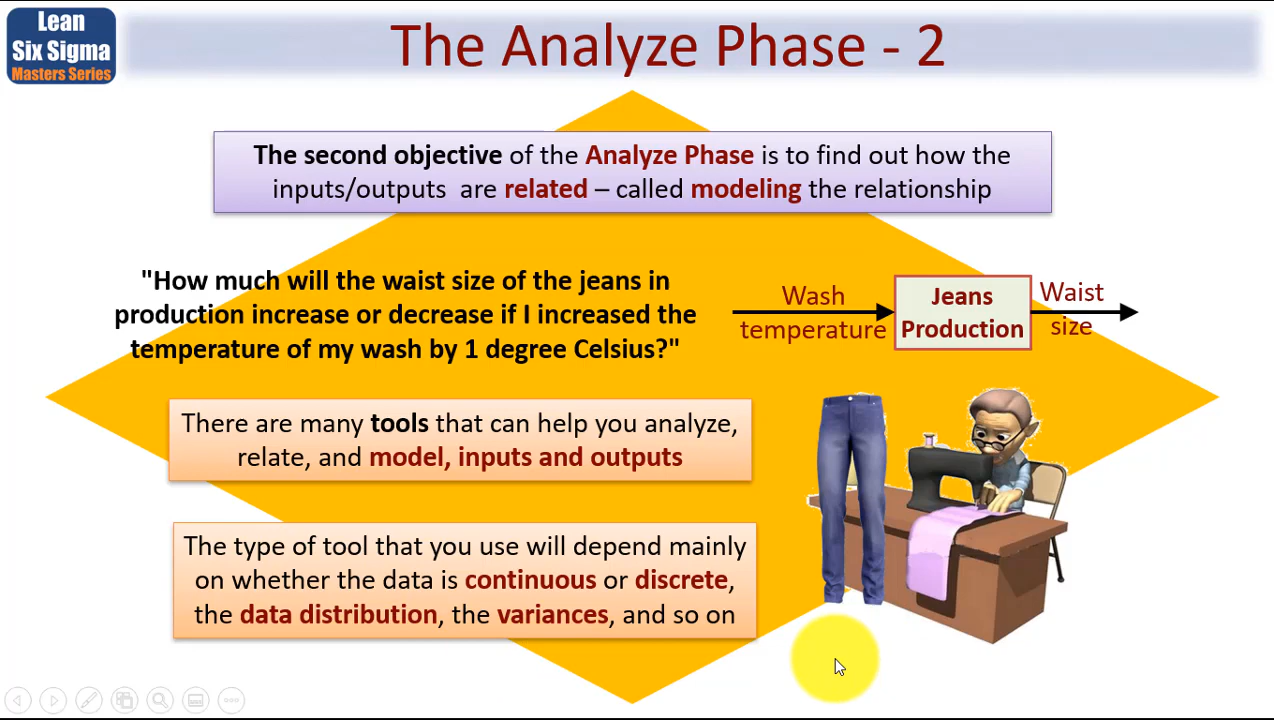 Lean
Six Sigma
Masters Series
The Analyze Phase - 2
The second objective of the Analyze Phase is to find out how the
inputs/outputs are related – called modeling the relationship
"How much will the waist size of the jeans in
production increase or decrease if I increased the
temperature of my wash by 1 degree Celsius?"
Wash
temperature
Jeans
Production
Waist
size
There are many tools that can help you analyze,
relate, and model, inputs and outputs
The type of tool that you use will depend mainly
on whether the data is continuous or discrete,
the data distribution, the variances, and so on